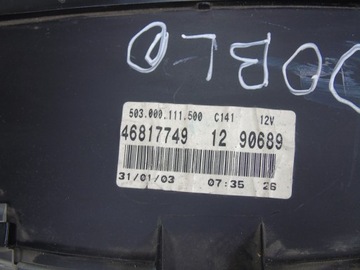 DOBLO
503.000.111.500 C141 12V
46817749 12 90689
31/01/03 07:35 26